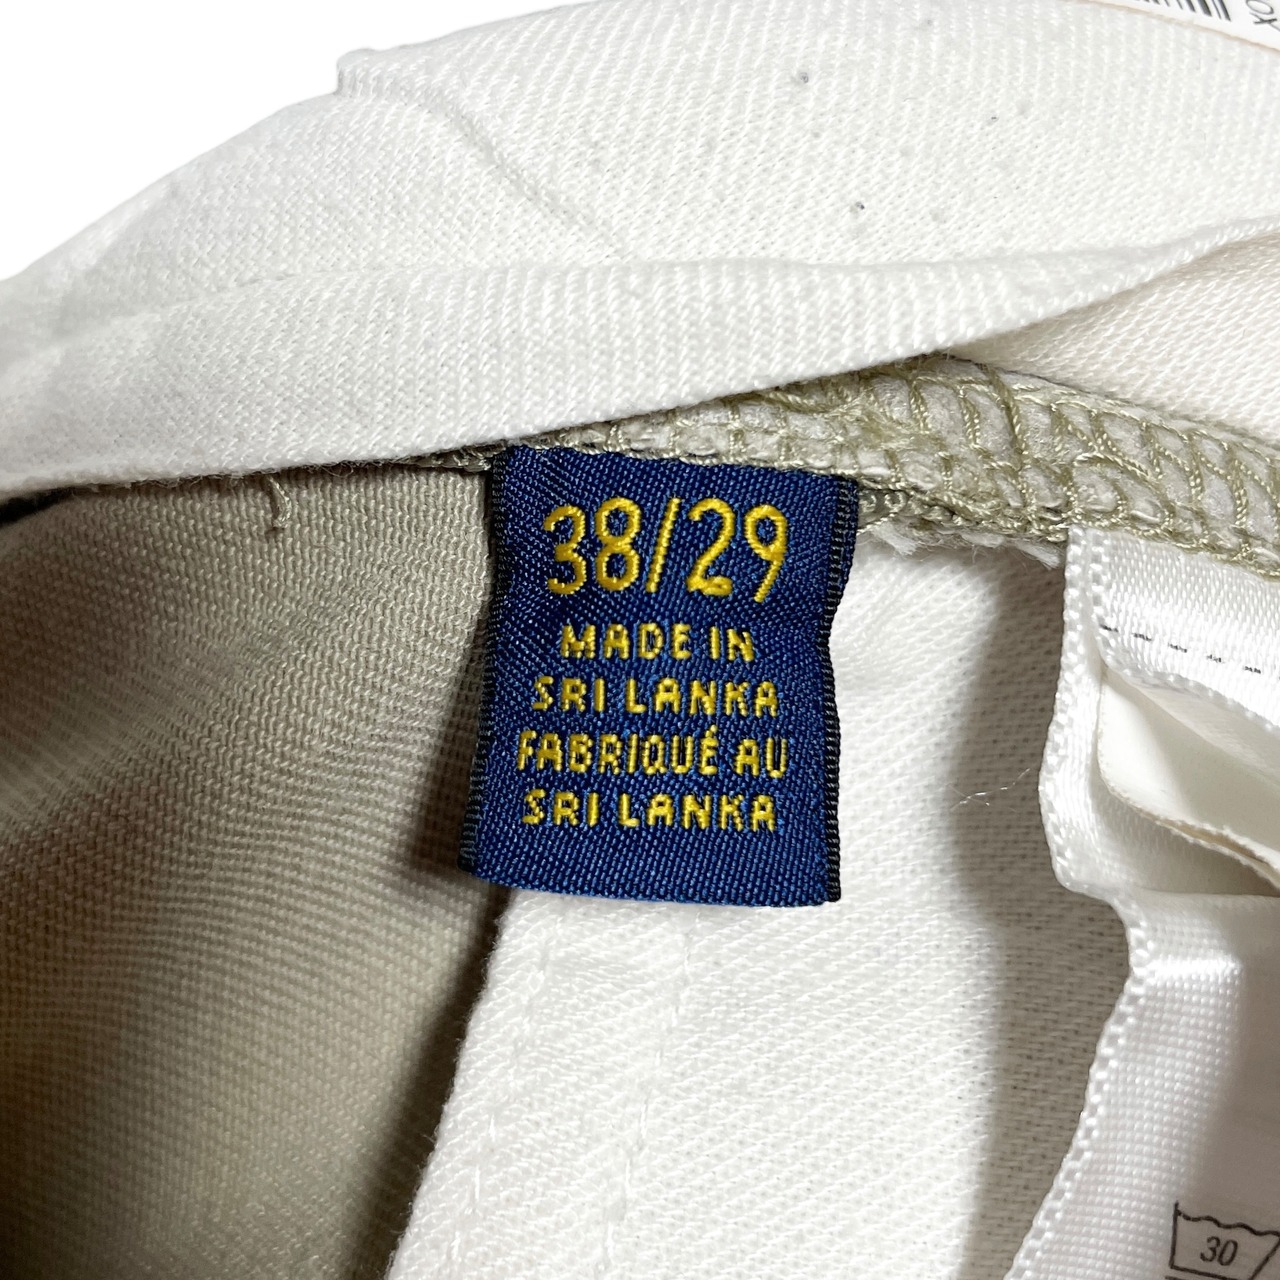 38/29
MADE IN
SRI LANKA
FABRIQUÉ AU
SRI LANKA
30